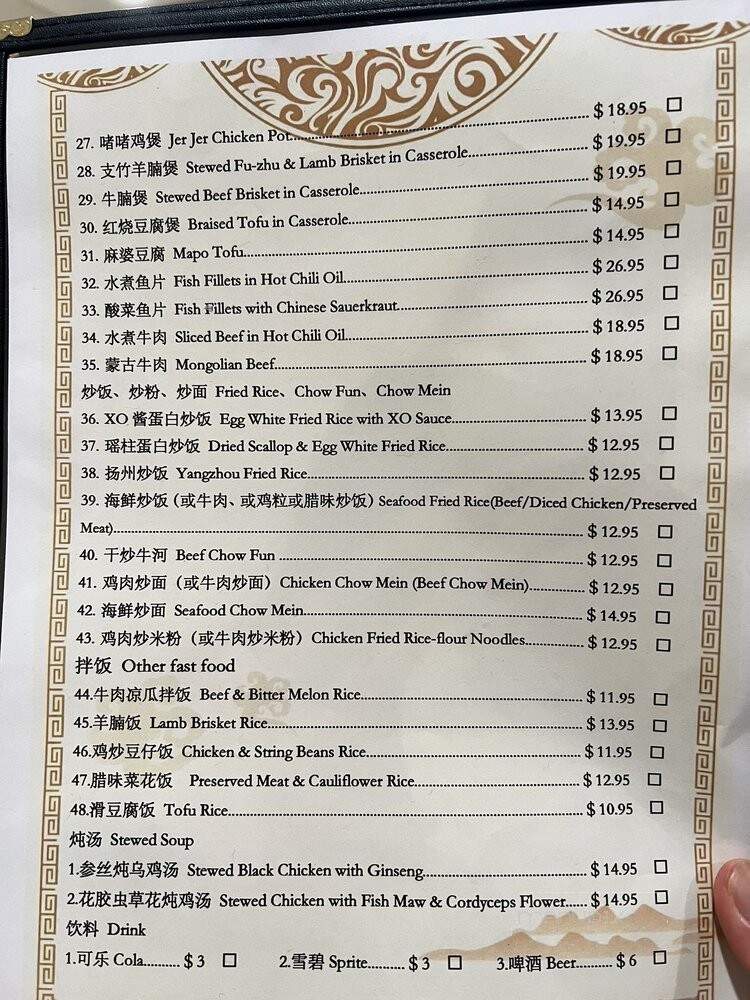 27. 啫啫鸡煲 Jer Jer Chicken Pot........................................ $ 18.95 □
28. 支竹羊腩煲 Stewed Fu-zhu & Lamb Brisket in Casserole.................... $ 19.95 □
29. 牛腩煲 Stewed Beef Brisket in Casserole.................................. $ 19.95 □
30. 红烧豆腐煲 Braised Tofu in Casserole.................................... $ 14.95 □
31. 麻婆豆腐 Mapo Tofu...................................................... $ 14.95 □
32. 水煮鱼片 Fish Fillets in Hot Chili Oil.................................. $ 26.95 □
33. 酸菜鱼片 Fish Fillets with Chinese Sauerkraut........................... $ 26.95 □
34. 水煮牛肉 Sliced Beef in Hot Chili Oil................................... $ 18.95 □
35. 蒙古牛肉 Mongolian Beef................................................. $ 18.95 □
炒饭、炒粉、炒面 Fried Rice、Chow Fun、Chow Mein
36. XO 酱蛋白炒饭 Egg White Fried Rice with XO Sauce........................ $ 13.95 □
37. 瑶柱蛋白炒饭 Dried Scallop & Egg White Fried Rice....................... $ 12.95 □
38. 扬州炒饭 Yangzhou Fried Rice............................................ $ 12.95 □
39. 海鲜炒饭（或牛肉、或鸡粒或腊味炒饭）Seafood Fried Rice(Beef/Diced Chicken/Preserved
Meat)....................................................................... $ 12.95 □
40. 干炒牛河 Beef Chow Fun ................................................. $ 12.95 □
41. 鸡肉炒面（或牛肉炒面）Chicken Chow Mein (Beef Chow Mein)............. $ 12.95 □
42. 海鲜炒面 Seafood Chow Mein.............................................. $ 14.95 □
43. 鸡肉炒米粉（或牛肉炒米粉）Chicken Fried Rice-flour Noodles............... $ 12.95 □
拌饭 Other fast food
44.牛肉凉瓜拌饭 Beef & Bitter Melon Rice.................................... $ 11.95 □
45.羊腩饭 Lamb Brisket Rice................................................. $ 13.95 □
46.鸡炒豆仔饭 Chicken & String Beans Rice................................... $ 11.95 □
47.腊味菜花饭 Preserved Meat & Cauliflower Rice............................. $ 12.95 □
48.滑豆腐饭 Tofu Rice....................................................... $ 10.95 □
炖汤 Stewed Soup
1.参丝炖乌鸡汤 Stewed Black Chicken with Ginseng............................ $ 14.95 □
2.花胶虫草花炖鸡汤 Stewed Chicken with Fish Maw & Cordyceps Flower...... $ 14.95 □
饮料 Drink
1.可乐 Cola.......... $ 3 □ 2.雪碧 Sprite.......... $ 3 □ 3.啤酒 Beer.......... $ 6 □